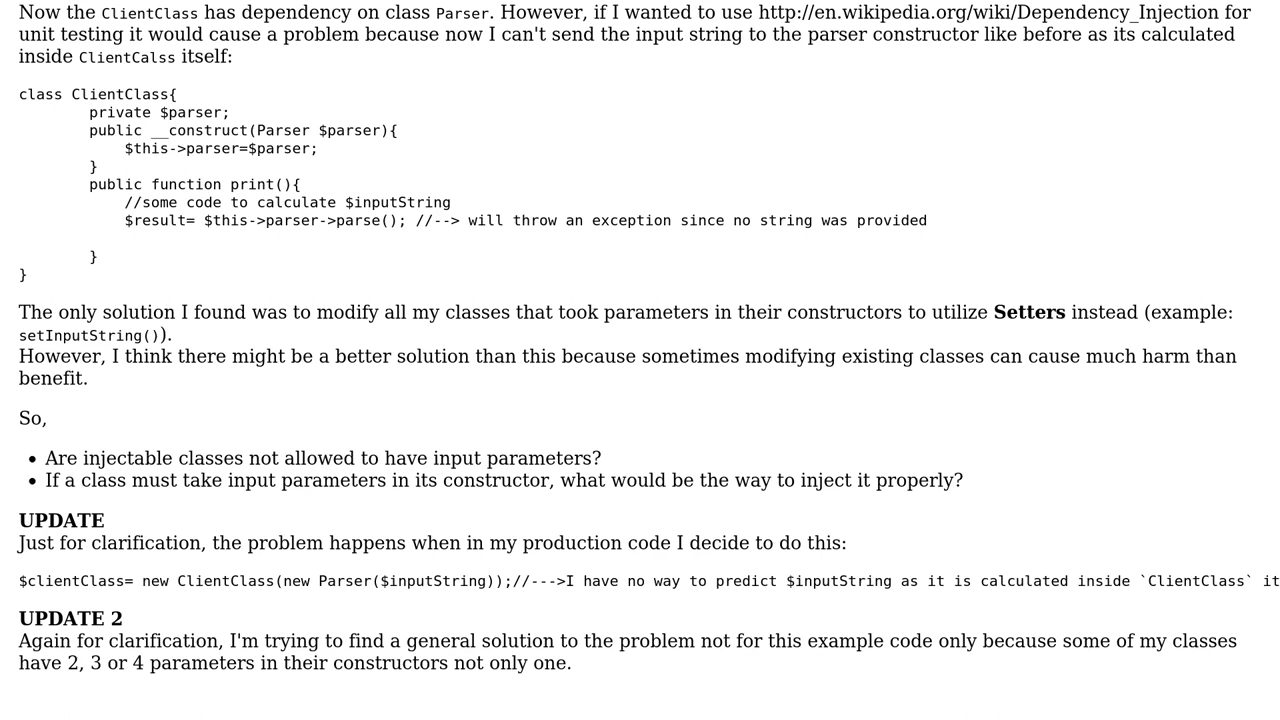 Now the ClientClass has dependency on class Parser. However, if I wanted to use http://en.wikipedia.org/wiki/Dependency_Injection for
unit testing it would cause a problem because now I can't send the input string to the parser constructor like before as its calculated
inside ClientCalss itself:
class ClientClass{
        private $parser;
        public __construct(Parser $parser){
            $this->parser=$parser;
        }
        public function print(){
            //some code to calculate $inputString
            $result= $this->parser->parse(); //--> will throw an exception since no string was provided
        }
}
The only solution I found was to modify all my classes that took parameters in their constructors to utilize Setters instead (example:
setInputString()).
However, I think there might be a better solution than this because sometimes modifying existing classes can cause much harm than
benefit.
So,
• Are injectable classes not allowed to have input parameters?
• If a class must take input parameters in its constructor, what would be the way to inject it properly?
UPDATE
Just for clarification, the problem happens when in my production code I decide to do this:
$clientClass= new ClientClass(new Parser($inputString));//--->I have no way to predict $inputString as it is calculated inside `ClientClass` it
UPDATE 2
Again for clarification, I'm trying to find a general solution to the problem not for this example code only because some of my classes
have 2, 3 or 4 parameters in their constructors not only one.